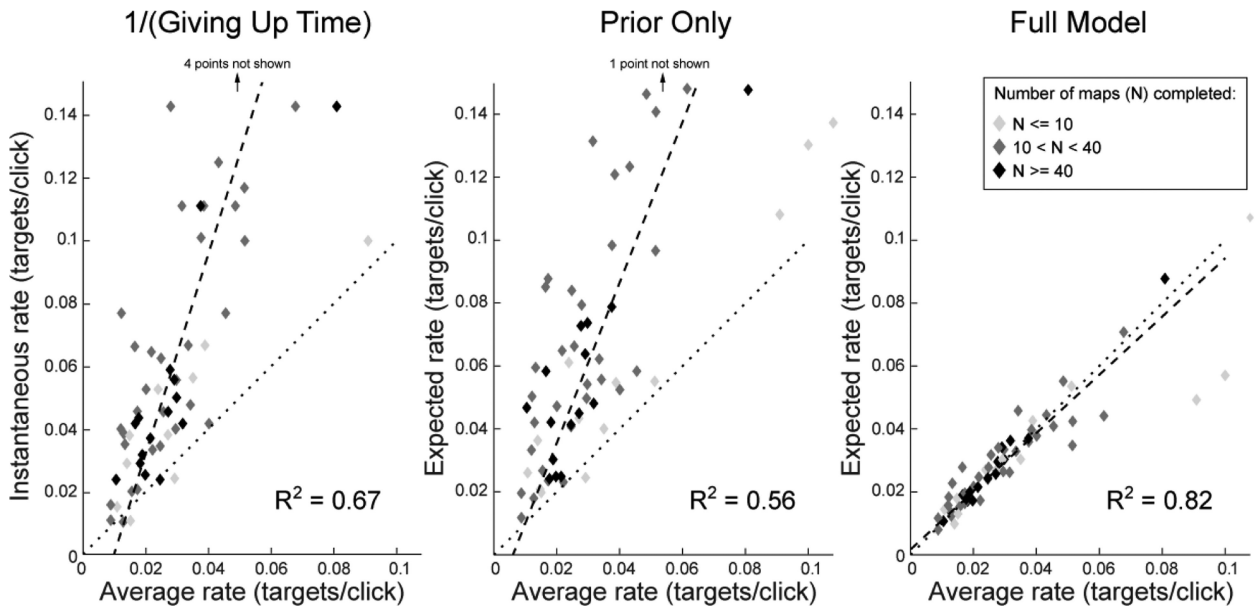 1/(Giving Up Time)
4 points not shown
Instantaneous rate (targets/click)
0.14
0.12
0.1
0.08
0.06
0.04
0.02
0
R² = 0.67
0 0.02 0.04 0.06 0.08 0.1
Average rate (targets/click)
Prior Only
1 point not shown
Expected rate (targets/click)
0.14
0.12
0.1
0.08
0.06
0.04
0.02
R² = 0.56
0 0.02 0.04 0.06 0.08 0.1
Average rate (targets/click)
Full Model
Number of maps (N) completed:
N <= 10
10 < N < 40
N >= 40
Expected rate (targets/click)
0.14
0.12
0.1
0.08
0.06
0.04
0.02
0
R² = 0.82
0 0.02 0.04 0.06 0.08 0.1
Average rate (targets/click)